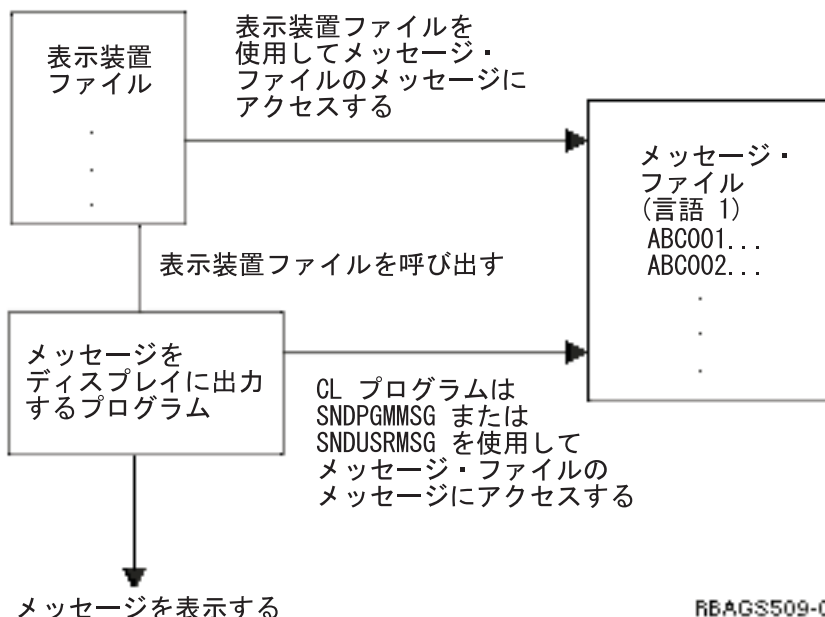 表示装置
ファイル
.
.
.
表示装置ファイルを
使用してメッセージ・
ファイルのメッセージに
アクセスする
メッセージ・
ファイル
(言語 1)
ABC001...
ABC002...
.
.
.
表示装置ファイルを呼び出す
メッセージを
ディスプレイに出力
するプログラム
CL プログラムは
SNDPGMMSG または
SNDUSRMSG を使用して
メッセージ・ファイルの
メッセージにアクセスする
メッセージを表示する
RBAGS509-0